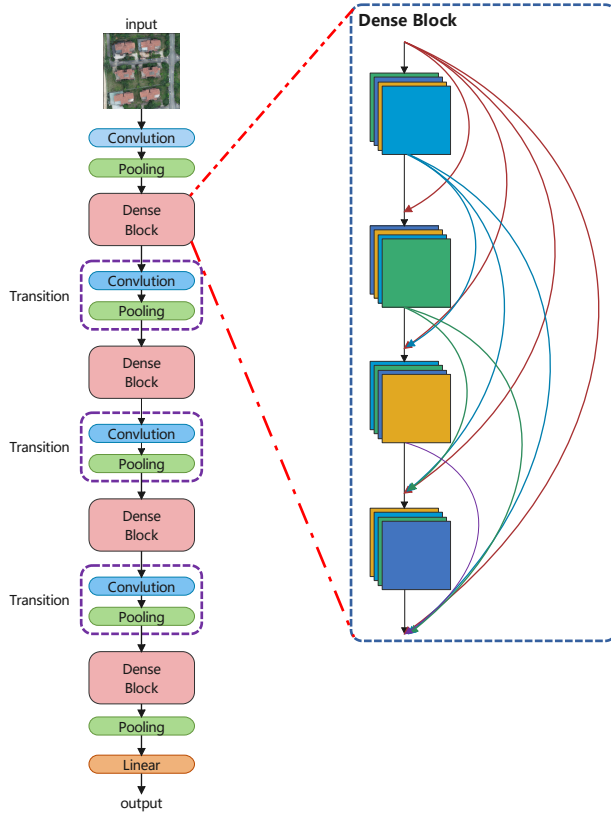 input
Convlution
Pooling
Dense
Block
Transition
Convlution
Pooling
Dense
Block
Transition
Convlution
Pooling
Dense
Block
Transition
Convlution
Pooling
Dense
Block
Pooling
Linear
output
Dense Block